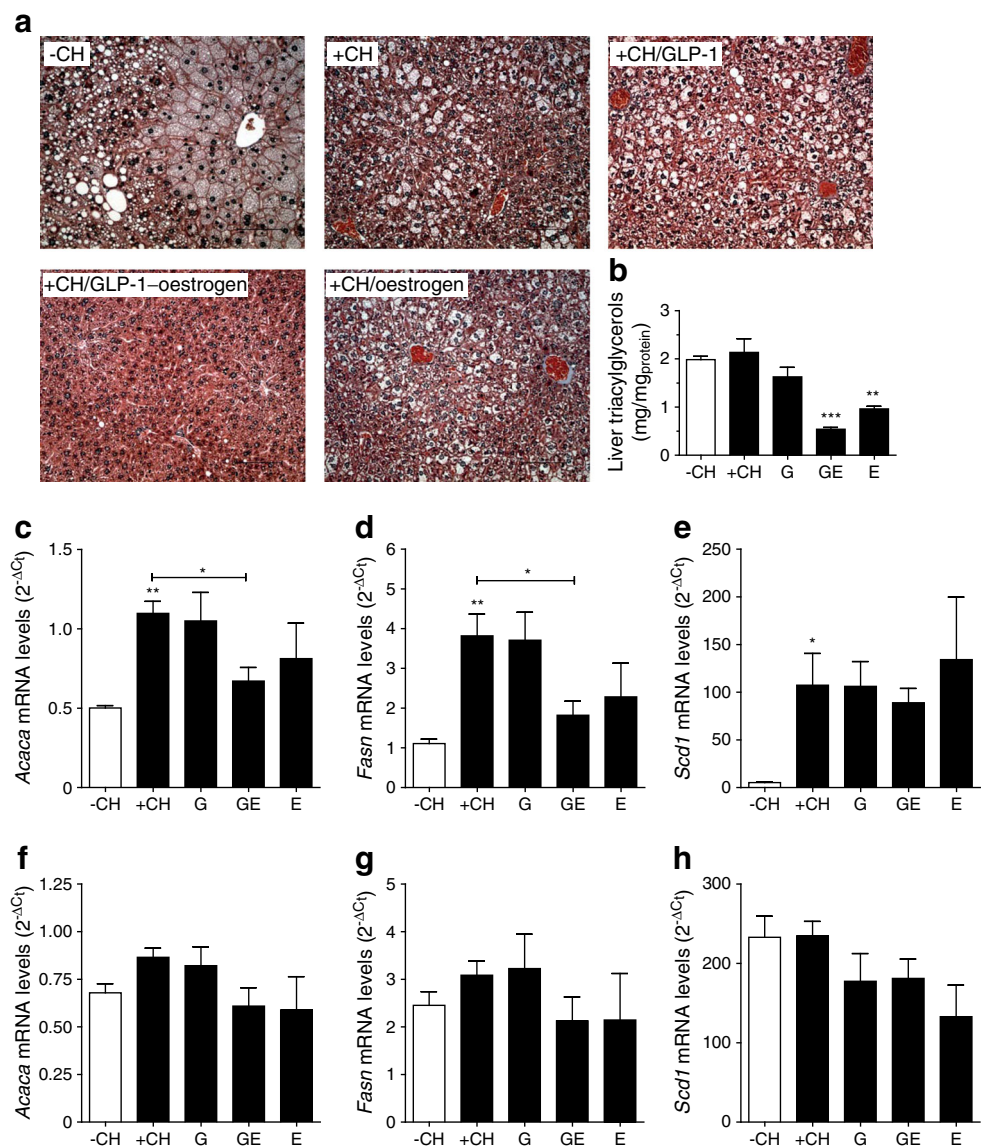 a
-CH
+CH
+CH/GLP-1
+CH/GLP-1–oestrogen
+CH/oestrogen
b
Liver triacylglycerols
(mg/mgprotein)
3
2
1
0
***
**
-CH +CH G GE E
c
Acaca mRNA levels (2-ΔCt)
1.5
1.0
0.5
0
**
*
-CH +CH G GE E
d
Fasn mRNA levels (2-ΔCt)
6
5
4
3
2
1
0
**
*
-CH +CH G GE E
e
Scd1 mRNA levels (2-ΔCt)
250
200
150
100
50
0
*
-CH +CH G GE E
f
Acaca mRNA levels (2-ΔCt)
1.25
1.00
0.75
0.50
0
-CH +CH G GE E
g
Fasn mRNA levels (2-ΔCt)
5
4
3
2
1
0
-CH +CH G GE E
h
Scd1 mRNA levels (2-ΔCt)
300
200
100
0
-CH +CH G GE E